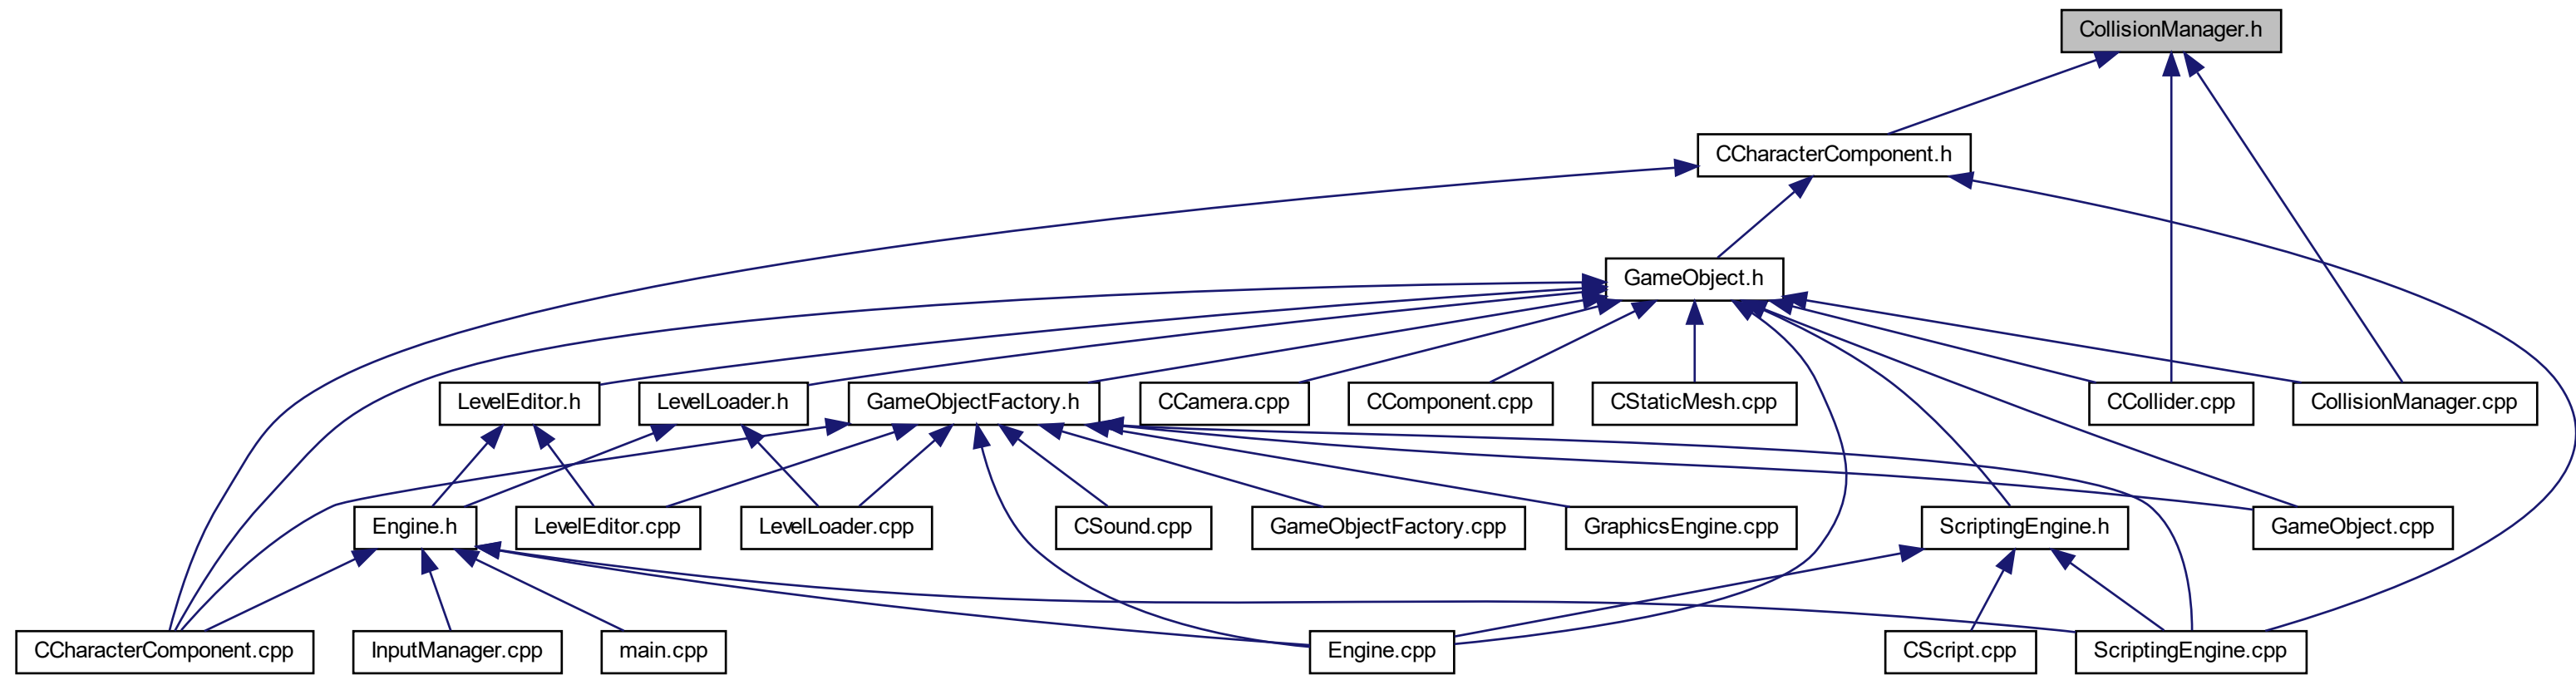 CollisionManager.h
CCharacterComponent.h
GameObject.h
LevelEditor.h
LevelLoader.h
GameObjectFactory.h
CCamera.cpp
CComponent.cpp
CStaticMesh.cpp
CCollider.cpp
CollisionManager.cpp
Engine.h
LevelEditor.cpp
LevelLoader.cpp
CSound.cpp
GameObjectFactory.cpp
GraphicsEngine.cpp
ScriptingEngine.h
GameObject.cpp
CCharacterComponent.cpp
InputManager.cpp
main.cpp
Engine.cpp
CScript.cpp
ScriptingEngine.cpp